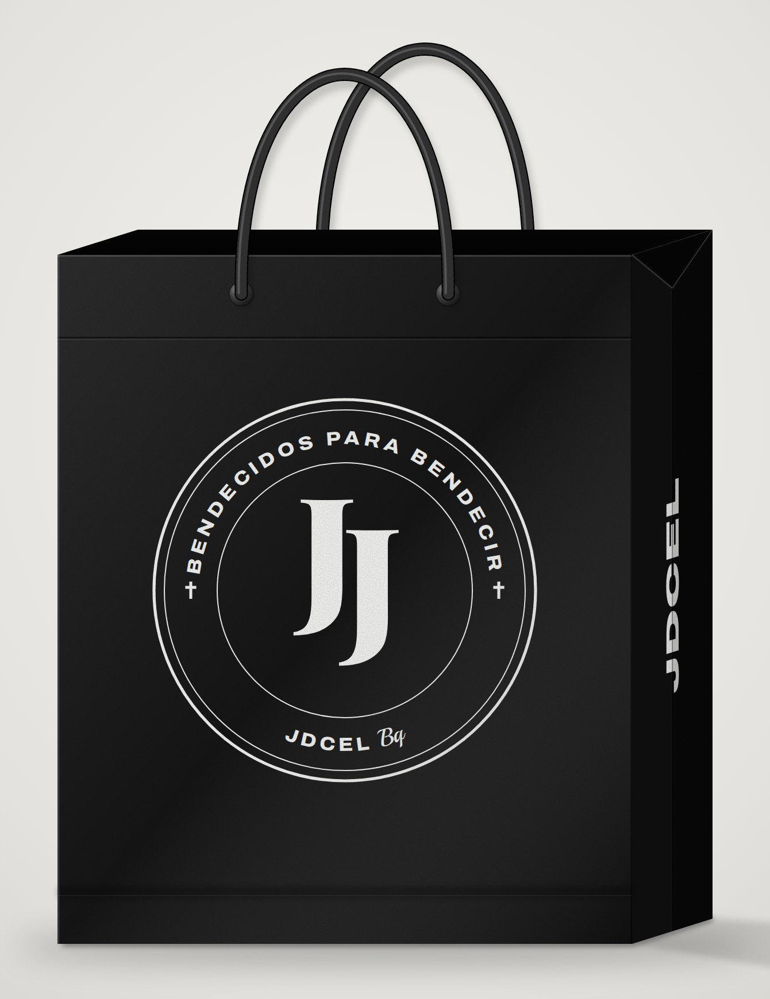 ✝ BENDECIDOS PARA BENDECIR ✝
JJ
JDCEL Bq
JDCEL